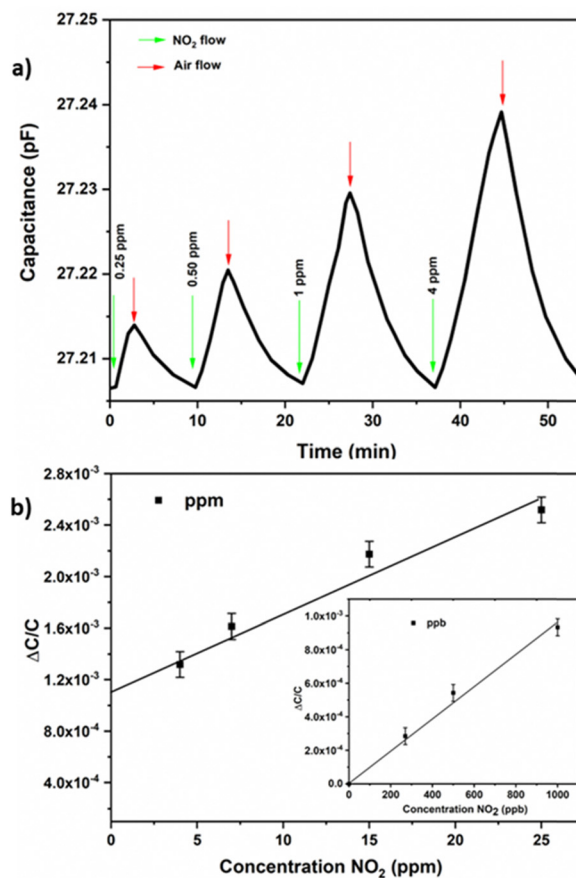 a)
NO2 flow
Air flow
Capacitance (pF)
27.25
27.24
27.23
27.22
27.21
0.25 ppm
0.50 ppm
1 ppm
4 ppm
0 10 20 30 40 50
Time (min)
b)
ppm
ΔC/C
2.8x10⁻³
2.4x10⁻³
2.0x10⁻³
1.6x10⁻³
1.2x10⁻³
8.0x10⁻⁴
4.0x10⁻⁴
0 5 10 15 20 25
Concentration NO₂ (ppm)
ppb
ΔC/C
1.0x10⁻³
8.0x10⁻⁴
6.0x10⁻⁴
4.0x10⁻⁴
2.0x10⁻⁴
0.0
0 200 400 600 800 1000
Concentration NO₂ (ppb)